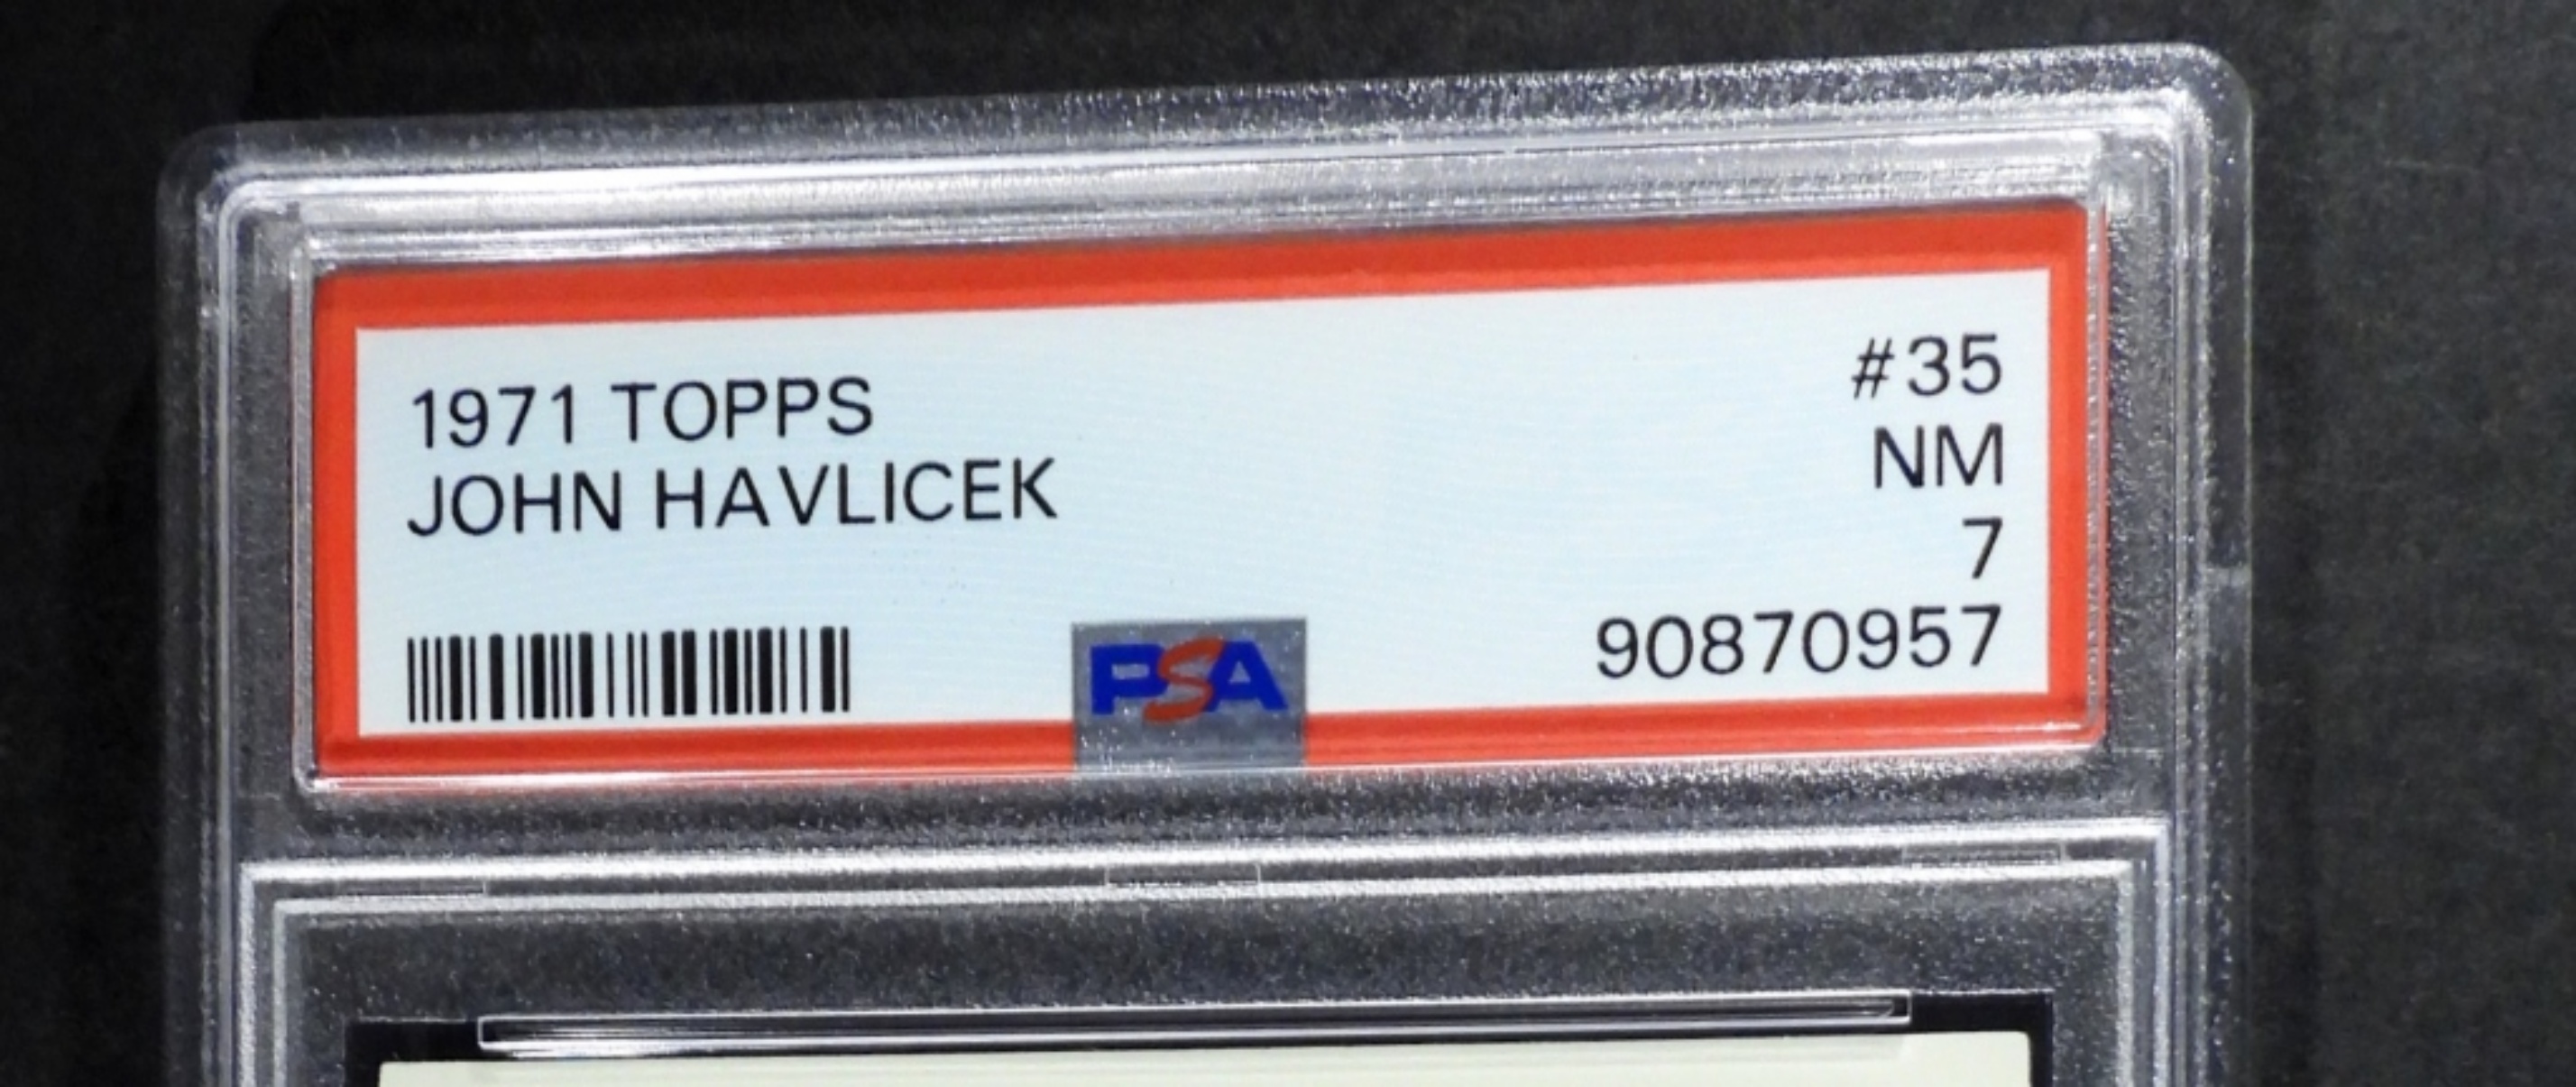 1971 TOPPS
JOHN HAVLICEK
#35
NM
7
90870957
PSA